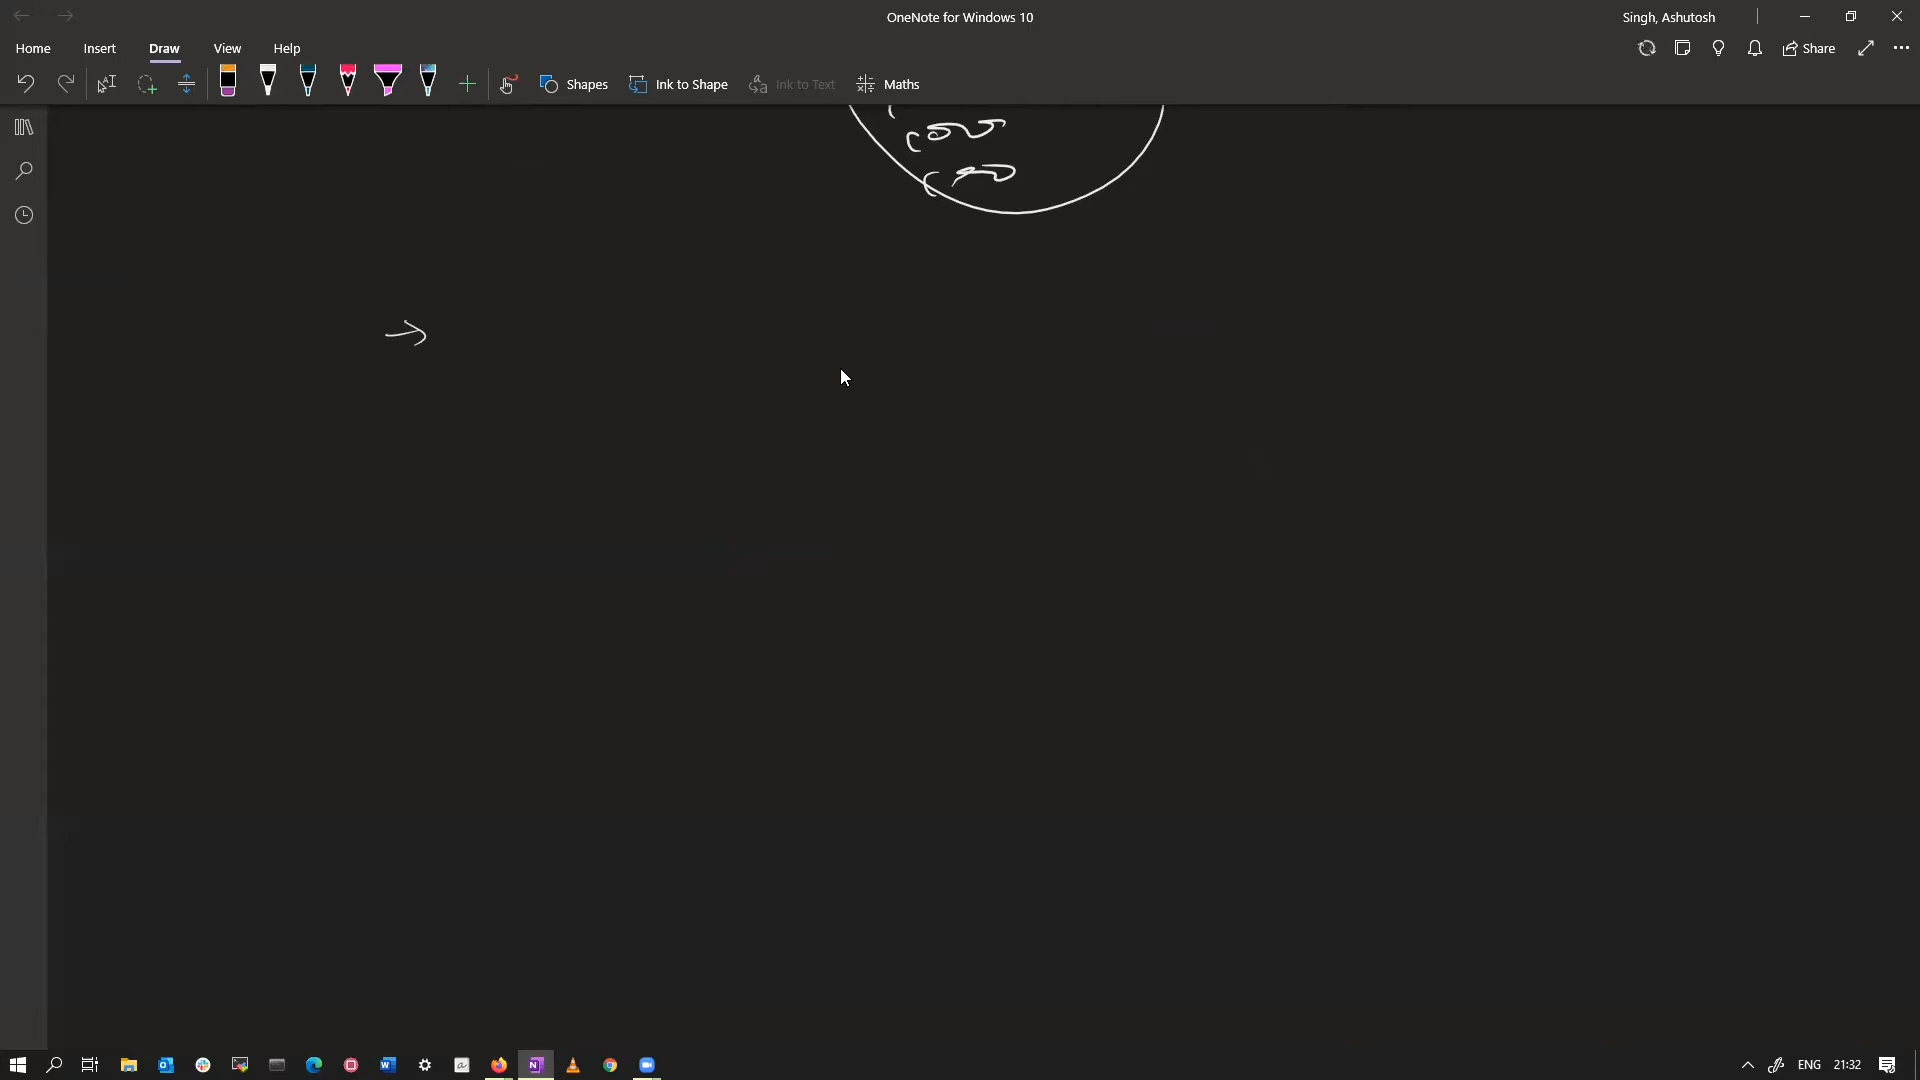 OneNote for Windows 10
Singh, Ashutosh
Home Insert Draw View Help
Share
Shapes Ink to Shape Ink to Text Maths
ENG 21:32